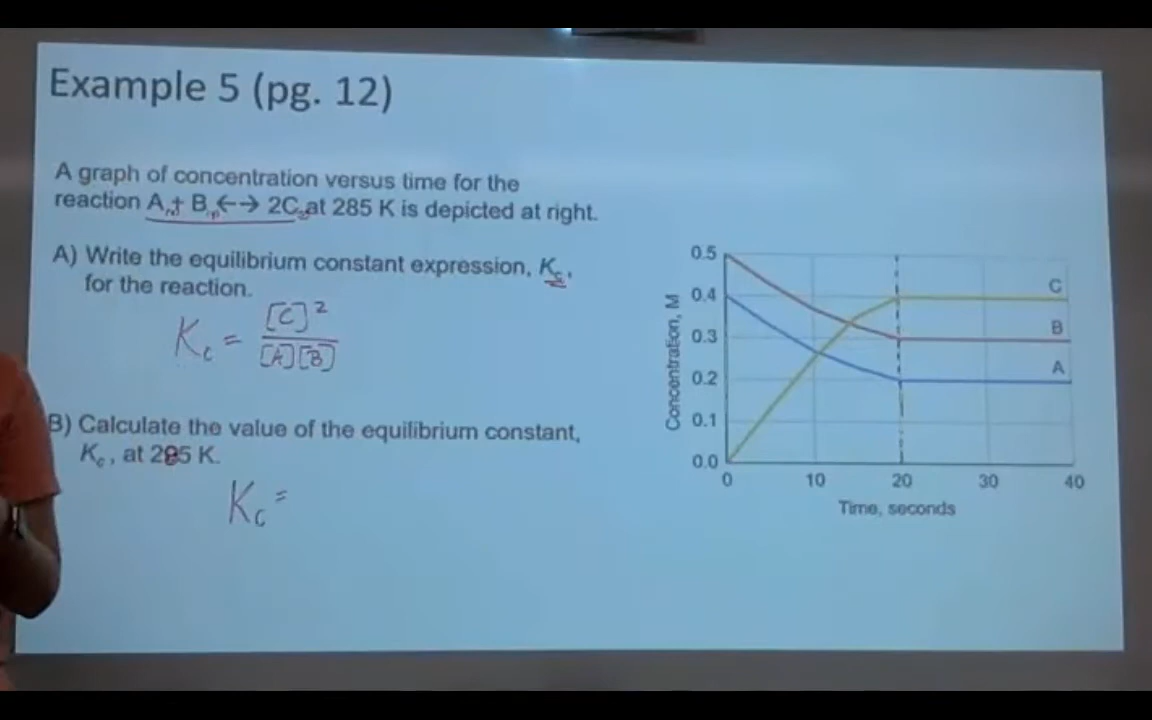 Example 5 (pg. 12)
A graph of concentration versus time for the
reaction A + B ←→ 2C at 285 K is depicted at right.
A) Write the equilibrium constant expression, Kc,
for the reaction.
Kc = [C]² / [A][B]
B) Calculate the value of the equilibrium constant,
Kc, at 285 K.
Kc =
Concentration, M
0.5
0.4
0.3
0.2
0.1
0.0
C
B
A
0 10 20 30 40
Time, seconds